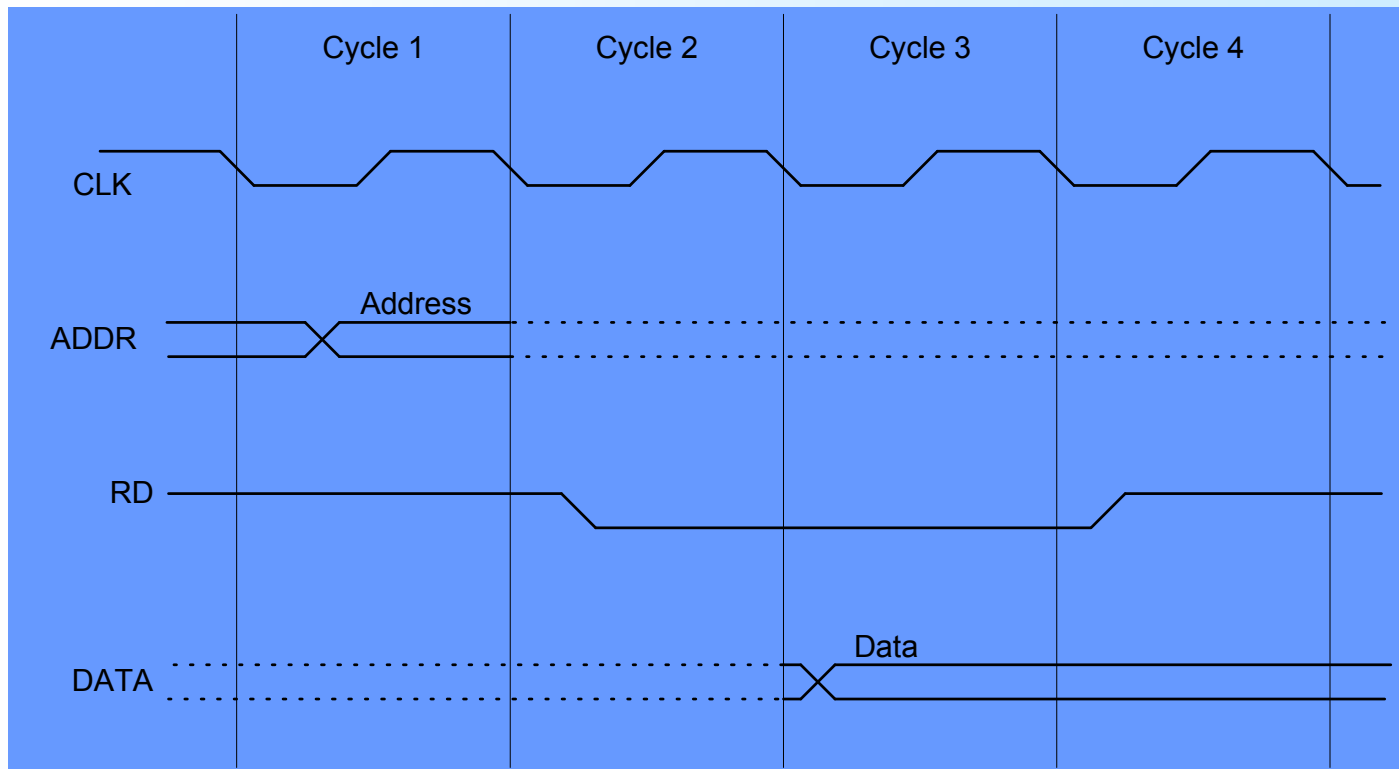 Cycle 1 Cycle 2 Cycle 3 Cycle 4
CLK
Address
ADDR
RD
Data
DATA